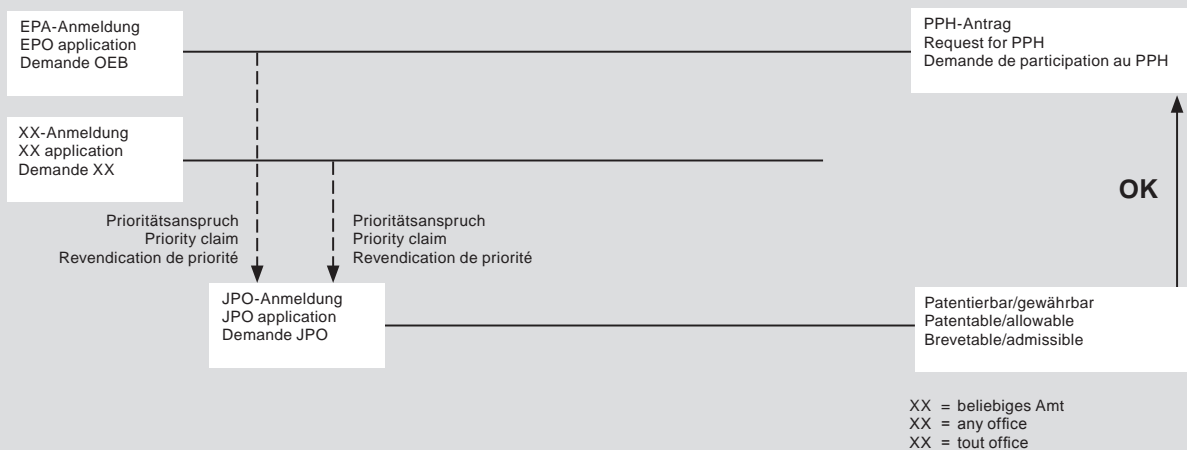 EPA-Anmeldung
EPO application
Demande OEB
PPH-Antrag
Request for PPH
Demande de participation au PPH
XX-Anmeldung
XX application
Demande XX
OK
Prioritätsanspruch
Priority claim
Revendication de priorité
Prioritätsanspruch
Priority claim
Revendication de priorité
JPO-Anmeldung
JPO application
Demande JPO
Patentierbar/gewährbar
Patentable/allowable
Brevetable/admissible
XX = beliebiges Amt
XX = any office
XX = tout office